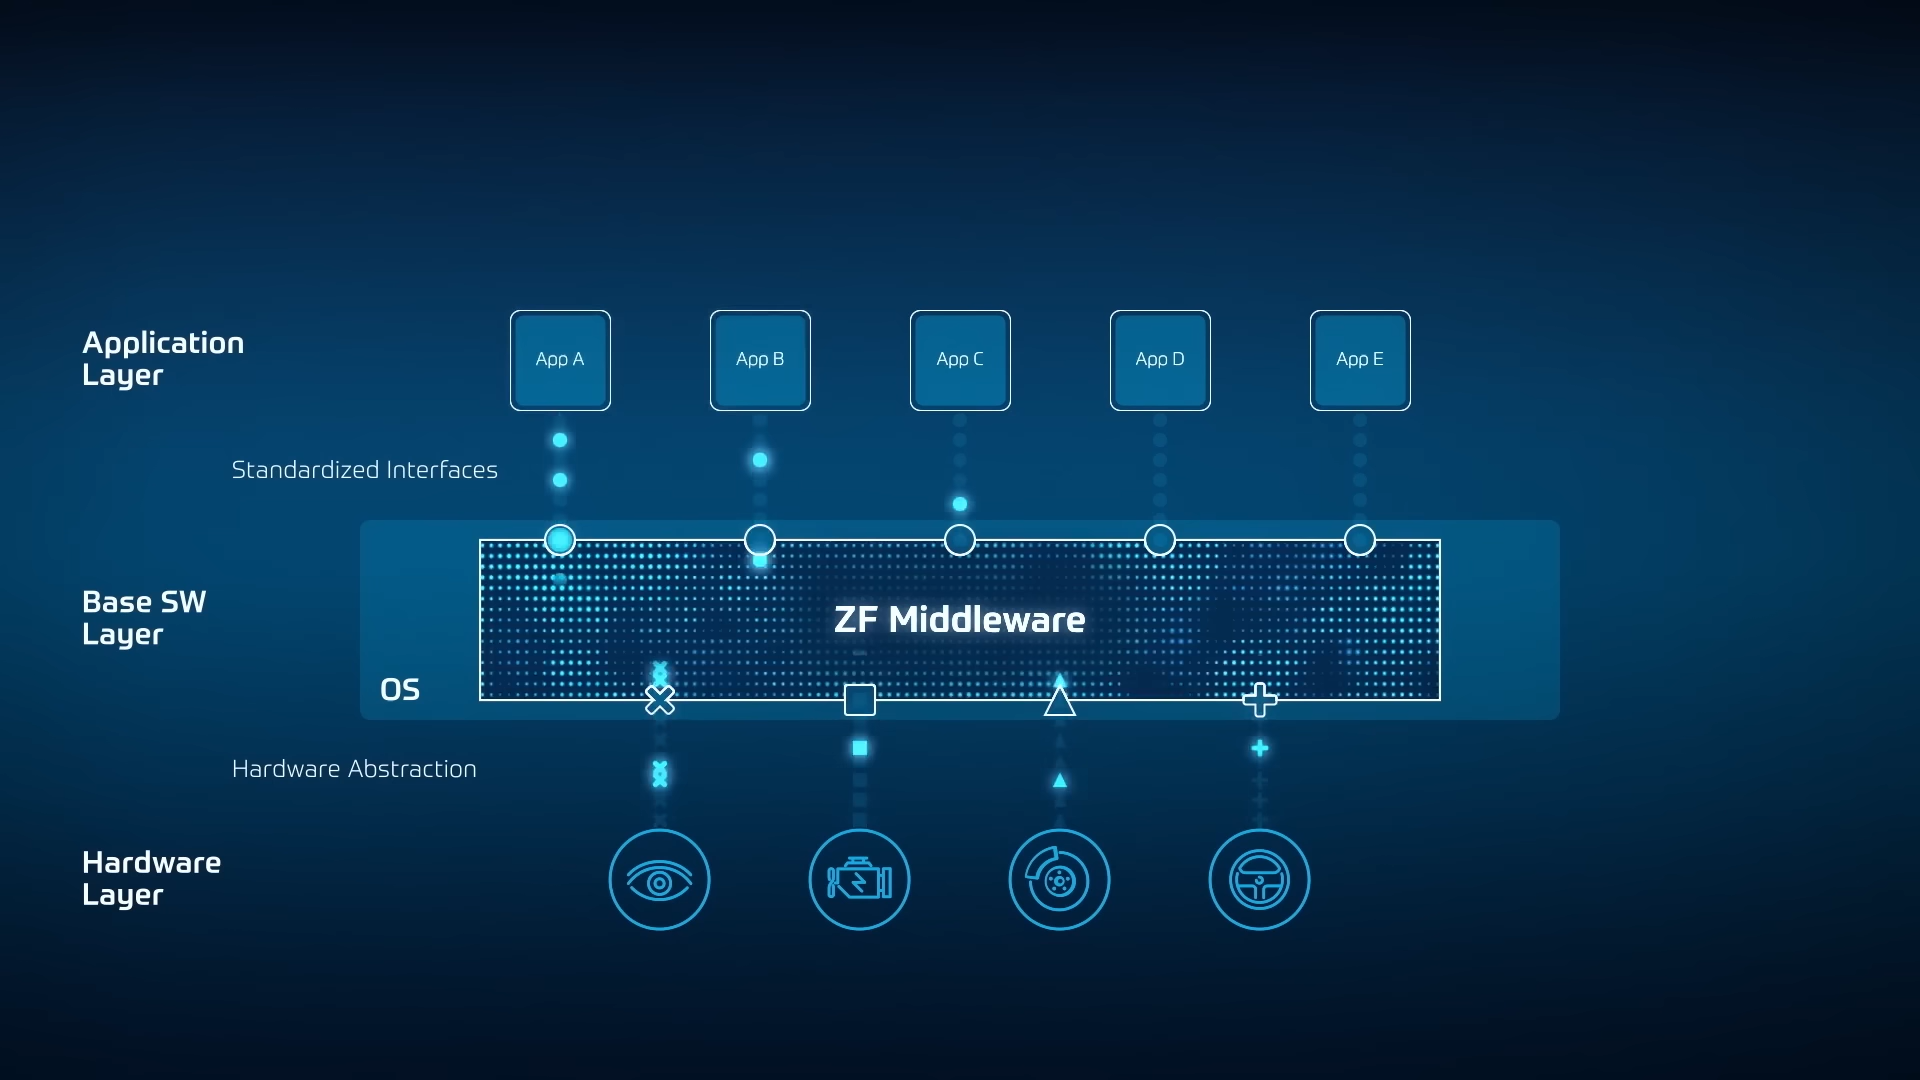 Application
Layer
App A
App B
App C
App D
App E
Standardized Interfaces
Base SW
Layer
ZF Middleware
OS
Hardware Abstraction
Hardware
Layer